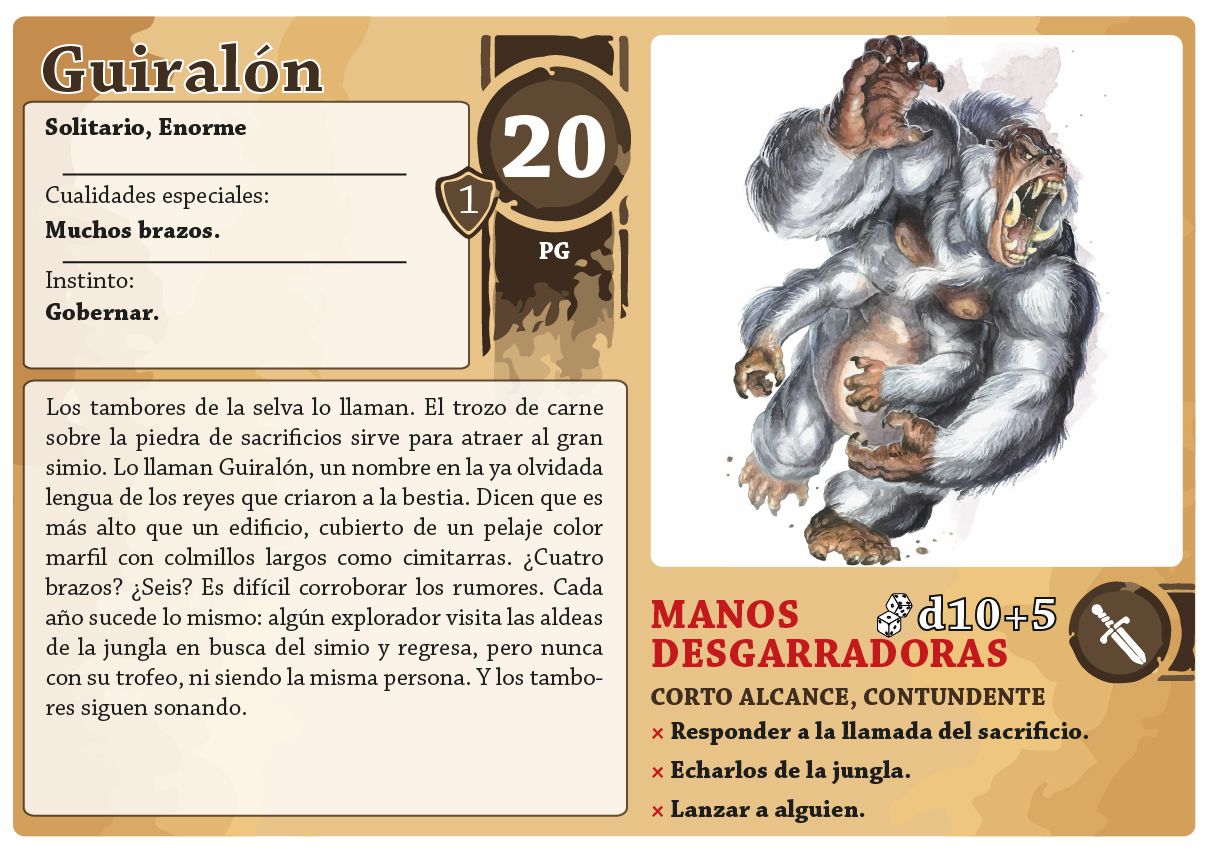 Guiralón
Solitario, Enorme
Cualidades especiales:
Muchos brazos.
Instinto:
Gobernar.
1
20
PG
Los tambores de la selva lo llaman. El trozo de carne
sobre la piedra de sacrificios sirve para atraer al gran
simio. Lo llaman Guiralón, un nombre en la ya olvidada
lengua de los reyes que criaron a la bestia. Dicen que es
más alto que un edificio, cubierto de un pelaje color
marfil con colmillos largos como cimitarras. ¿Cuatro
brazos? ¿Seis? Es difícil corroborar los rumores. Cada
año sucede lo mismo: algún explorador visita las aldeas
de la jungla en busca del simio y regresa, pero nunca
con su trofeo, ni siendo la misma persona. Y los tambo-
res siguen sonando.
MANOS
DESGARRADORAS
d10+5
CORTO ALCANCE, CONTUNDENTE
× Responder a la llamada del sacrificio.
× Echarlos de la jungla.
× Lanzar a alguien.